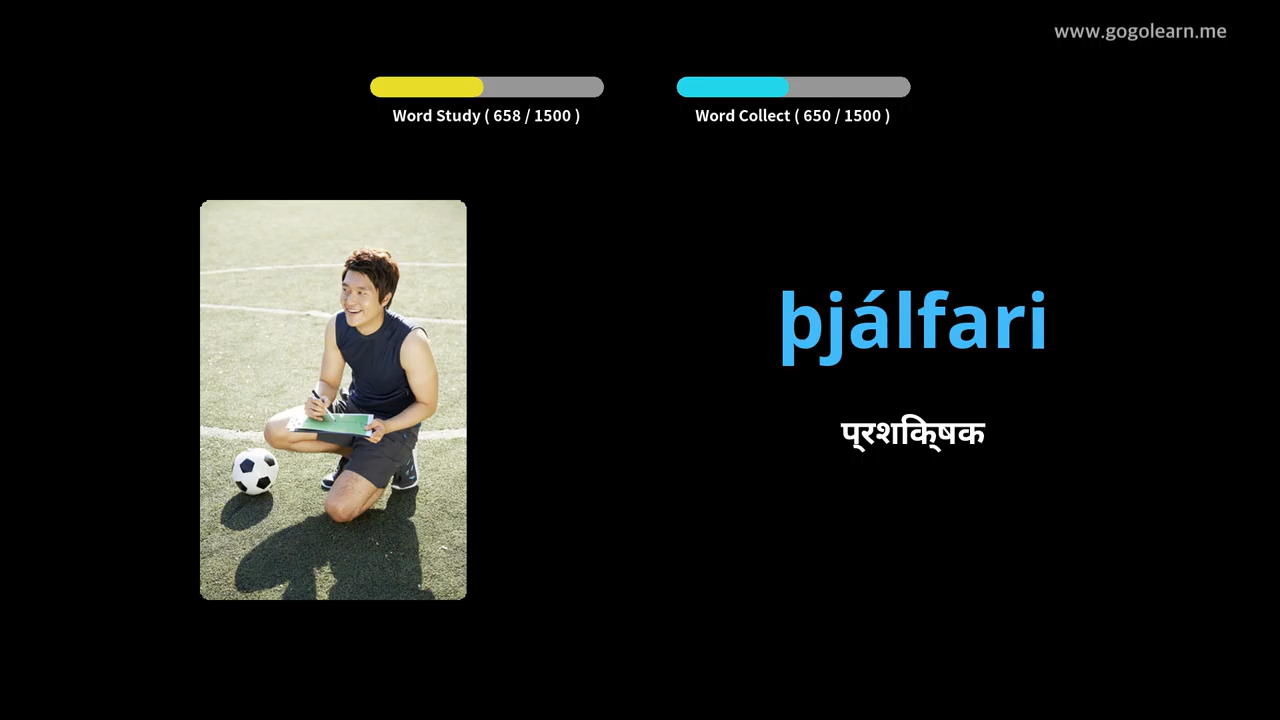 www.gogolearn.me
Word Study ( 658 / 1500 )
Word Collect ( 650 / 1500 )
þjálfari
प्रशिक्षक